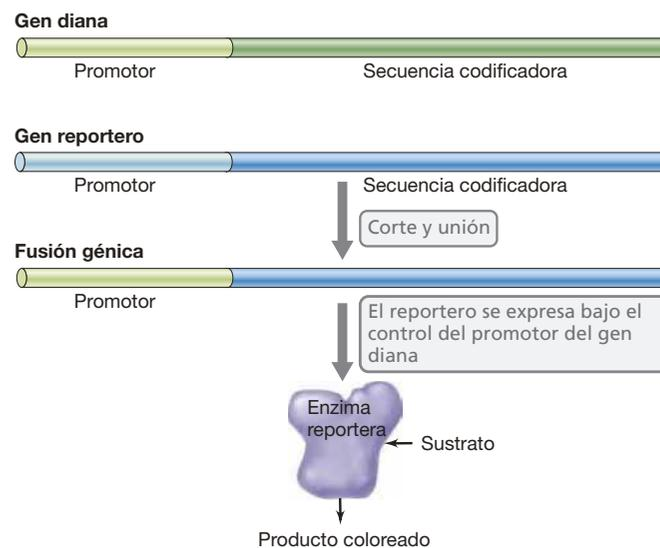 Gen diana
Promotor
Secuencia codificadora
Gen reportero
Promotor
Secuencia codificadora
Corte y unión
Fusión génica
Promotor
El reportero se expresa bajo el
control del promotor del gen
diana
Enzima
reportera
Sustrato
Producto coloreado